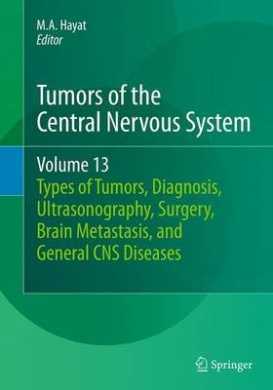 M.A. Hayat
Editor
Tumors of the
Central Nervous System
Volume 13
Types of Tumors, Diagnosis,
Ultrasonography, Surgery,
Brain Metastasis, and
General CNS Diseases
Springer